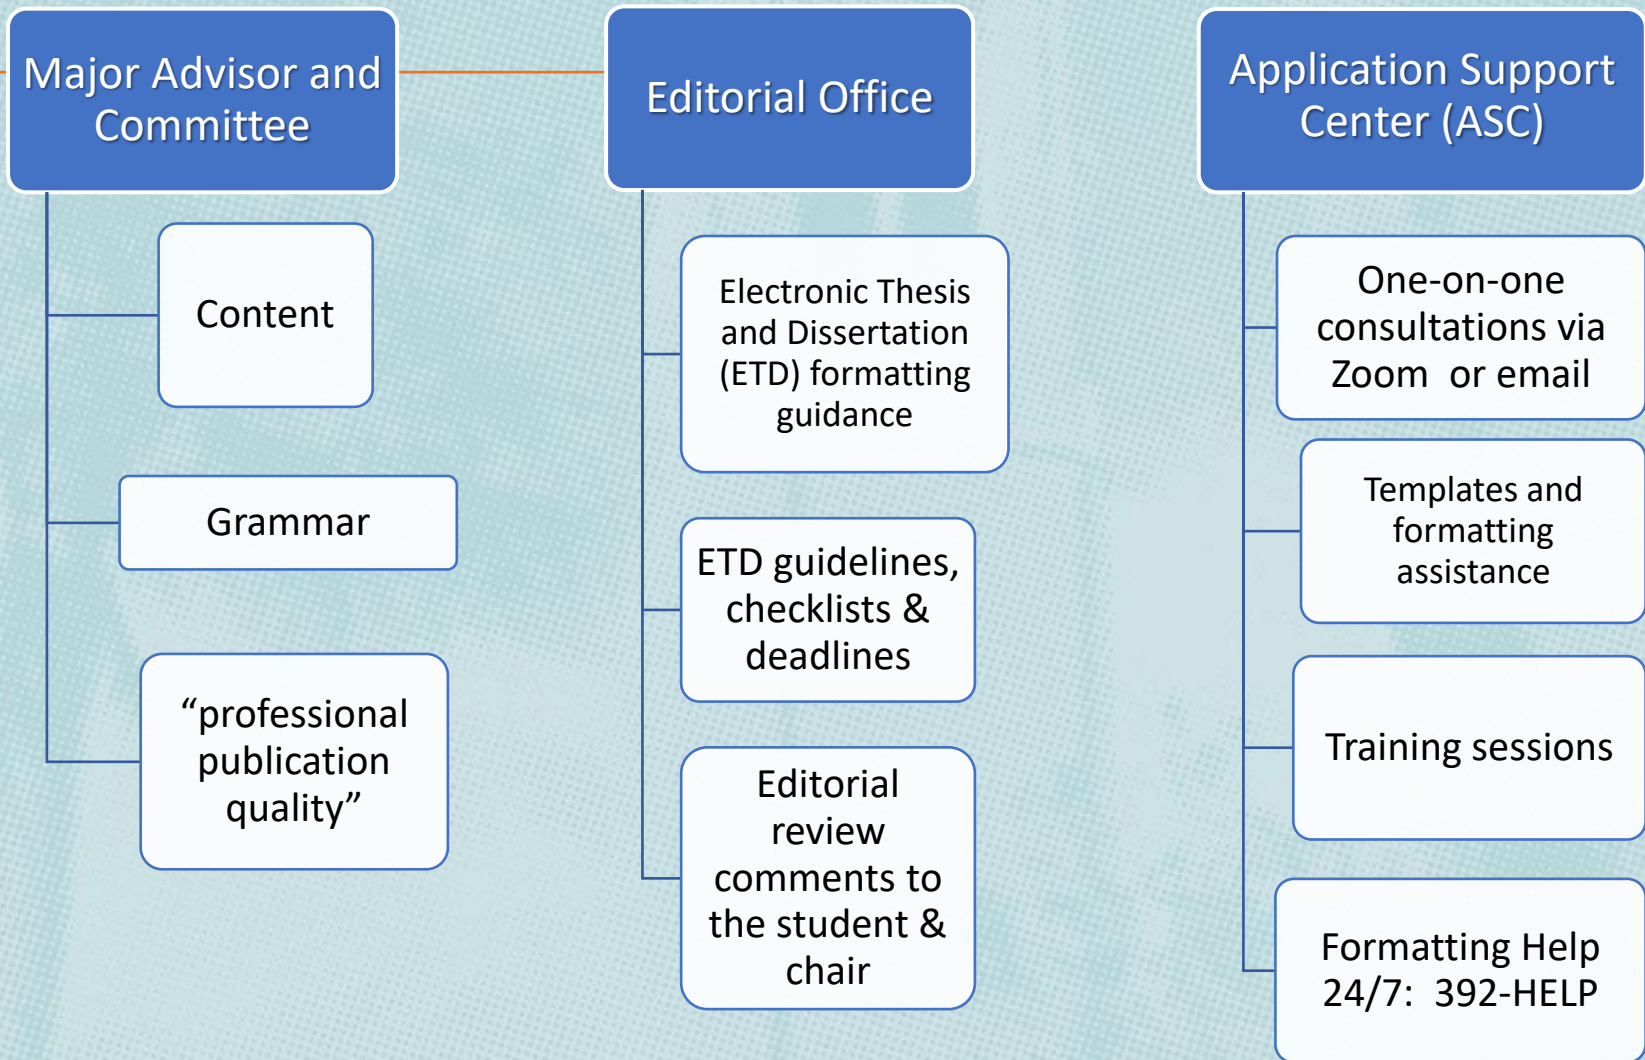 Major Advisor and
Committee
Content
Grammar
“professional
publication
quality”
Editorial Office
Electronic Thesis
and Dissertation
(ETD) formatting
guidance
ETD guidelines,
checklists &
deadlines
Editorial
review
comments to
the student &
chair
Application Support
Center (ASC)
One-on-one
consultations via
Zoom  or email
Templates and
formatting
assistance
Training sessions
Formatting Help
24/7:  392-HELP